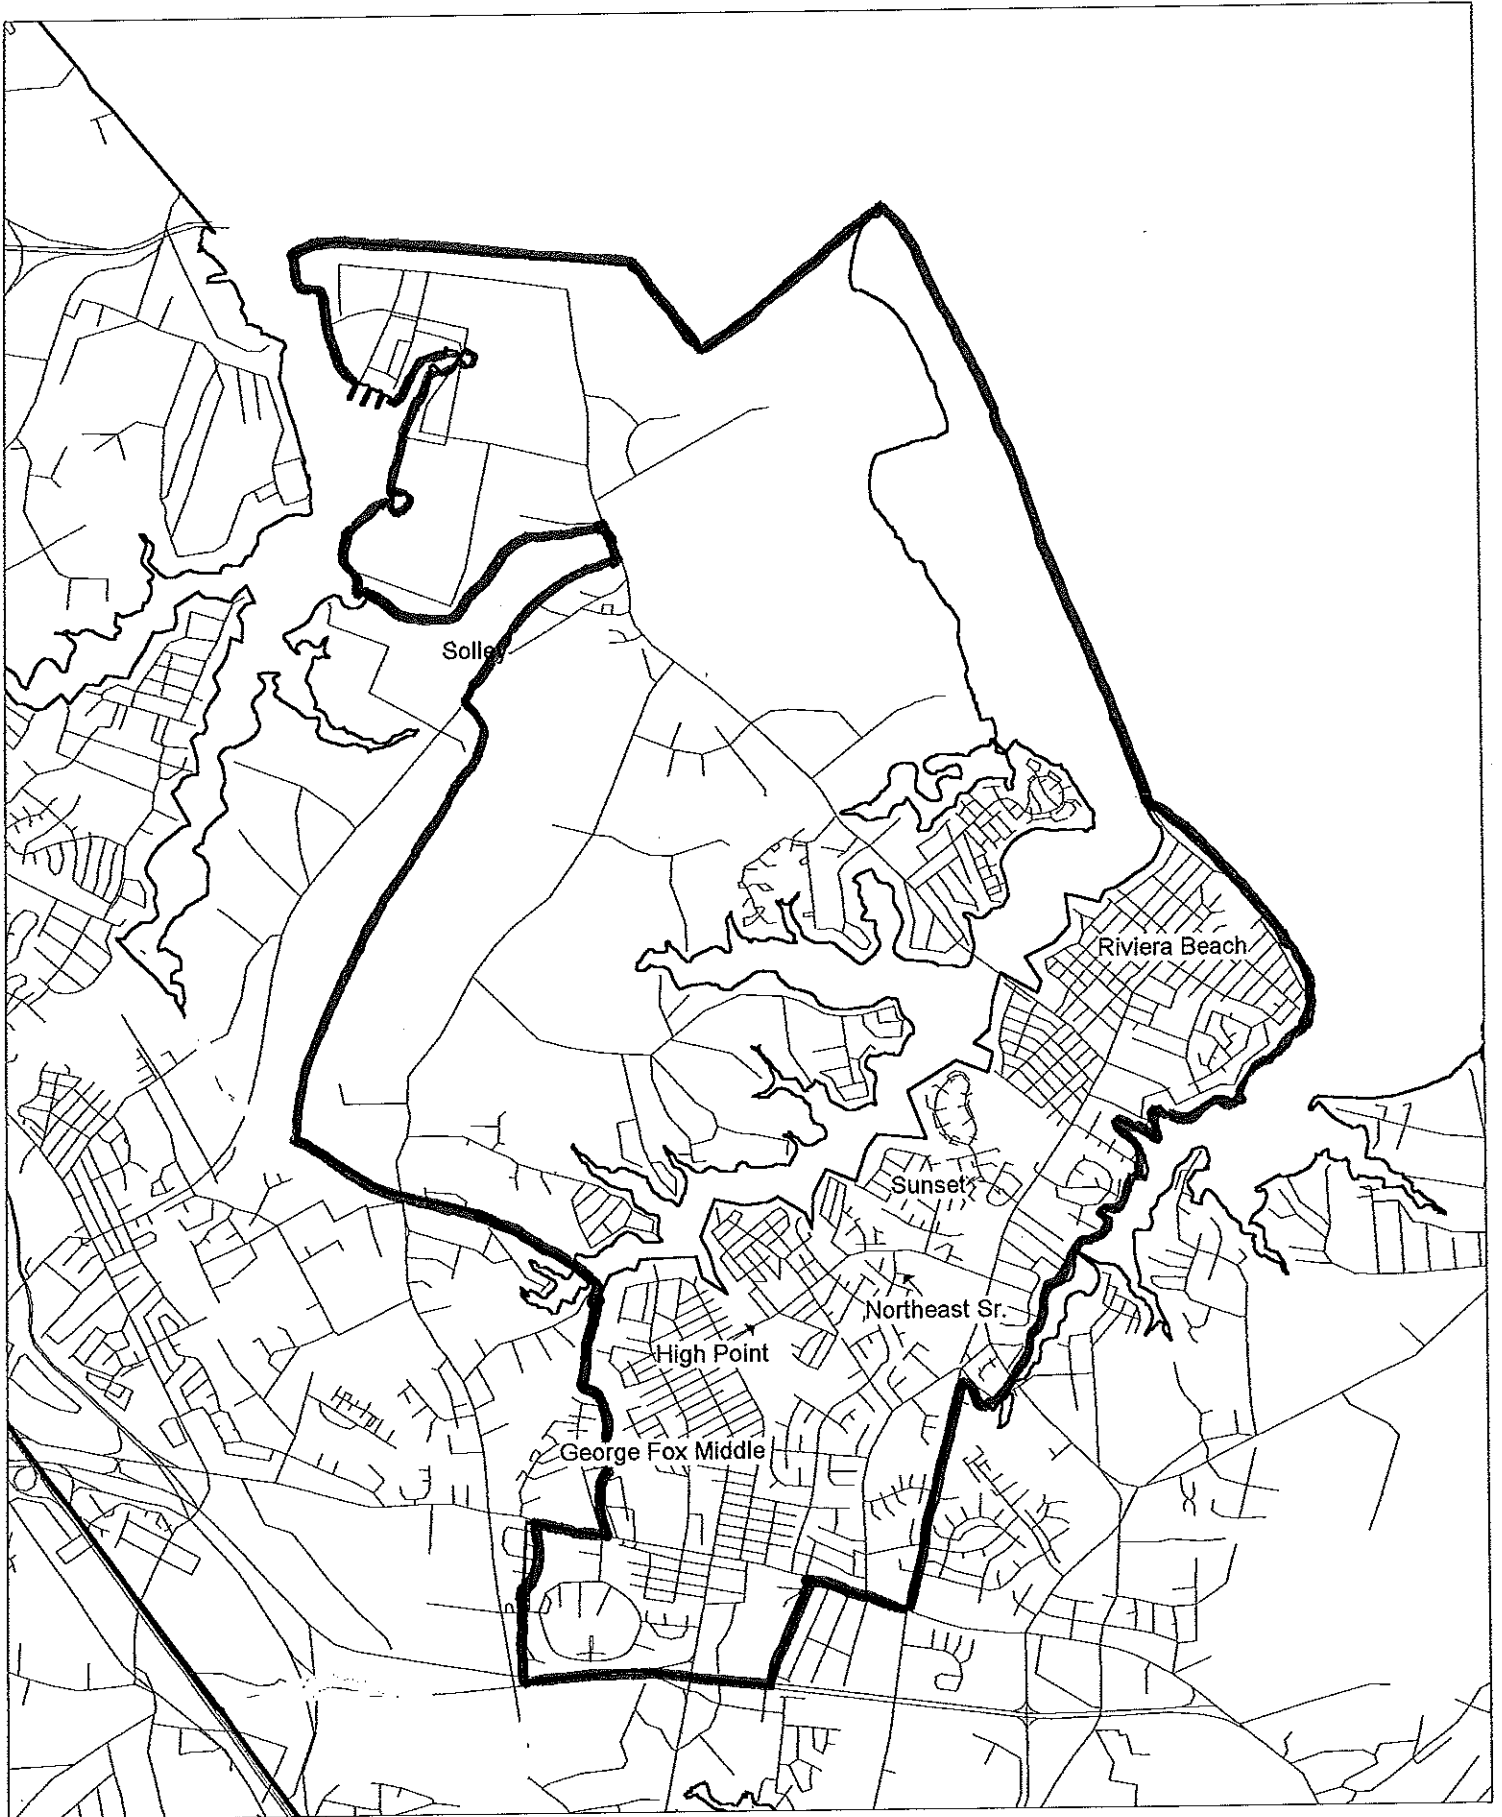 Solley
Riviera Beach
Sunset
Northeast Sr.
High Point
George Fox Middle